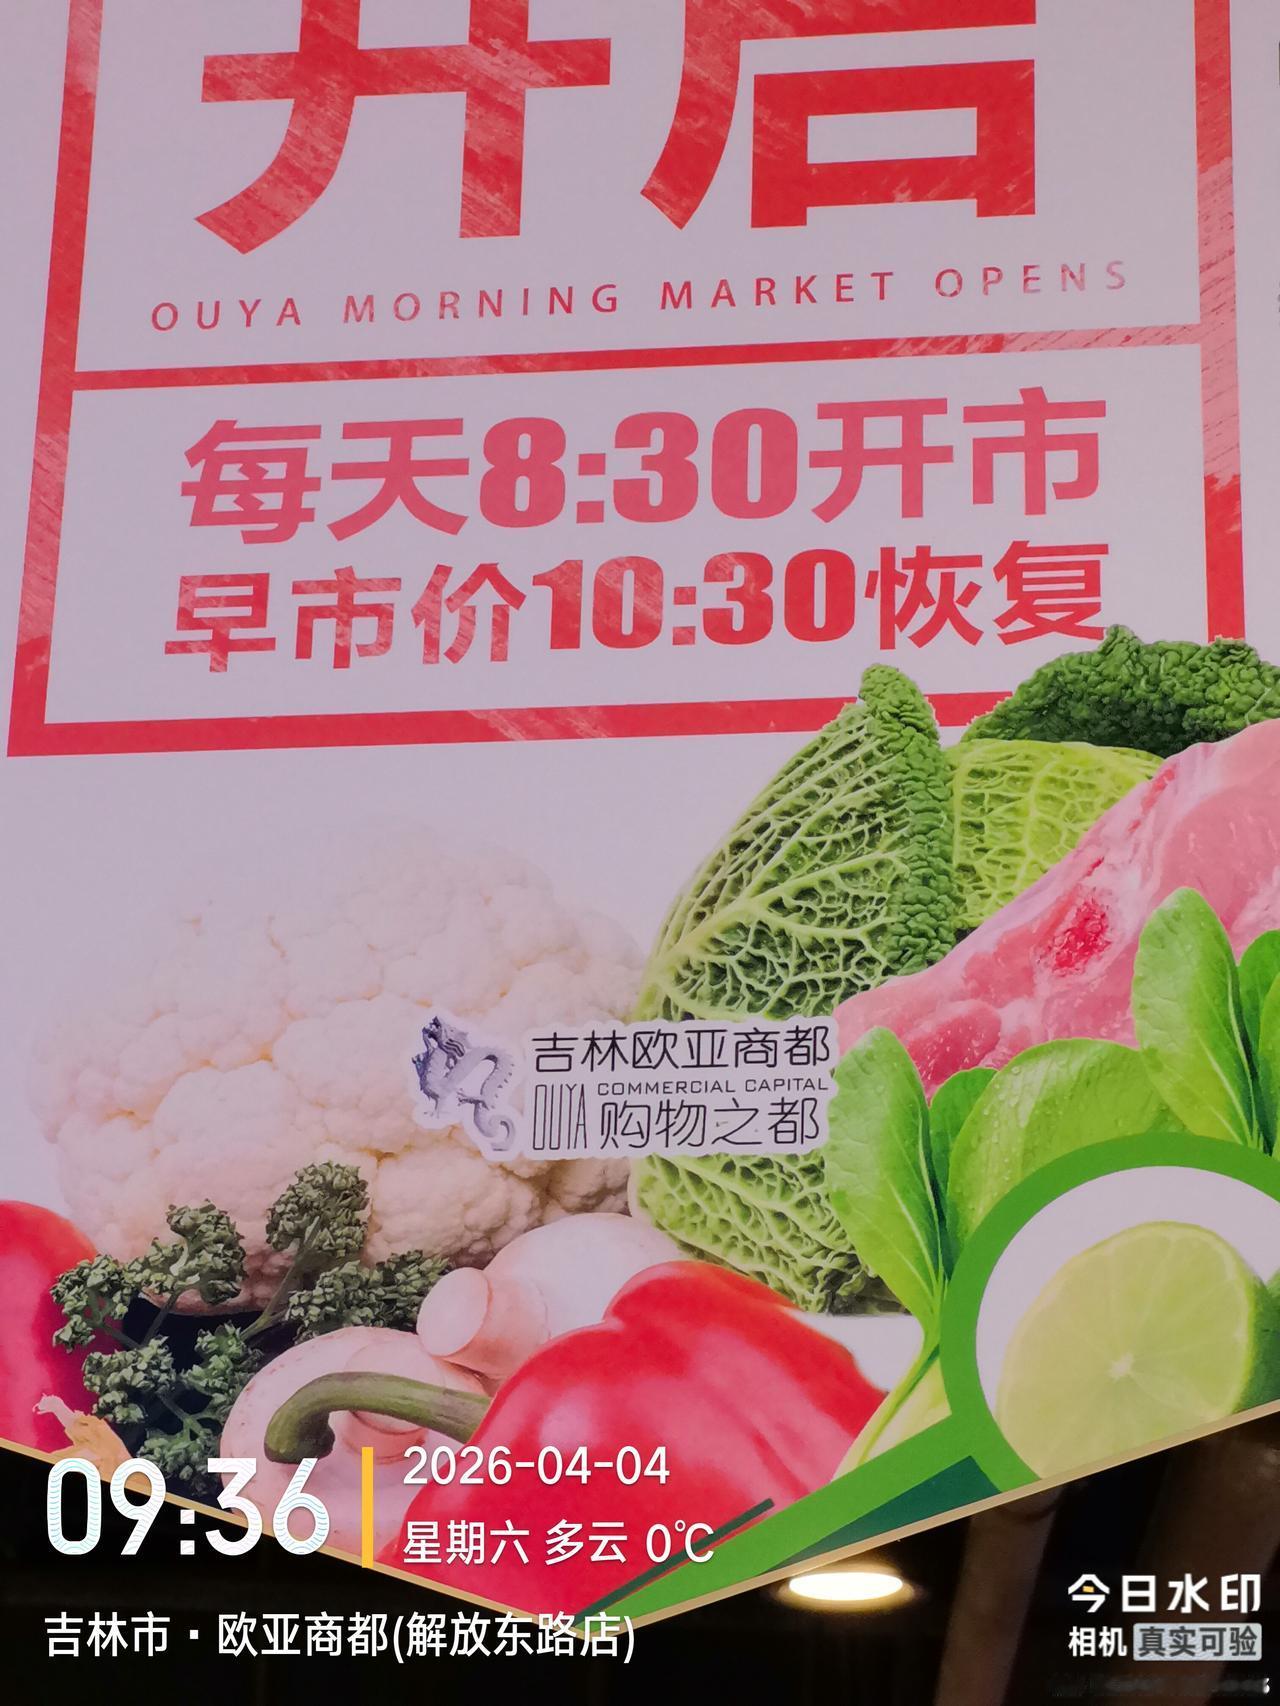 开启
OUYA MORNING MARKET OPENS
每天8:30开市
早市价10:30恢复
吉林欧亚商都
COMMERCIAL CAPITAL
OUYA 购物之都
09:36
2026-04-04
星期六 多云 0℃
吉林市·欧亚商都(解放东路店)
今日水印
相机 真实可验